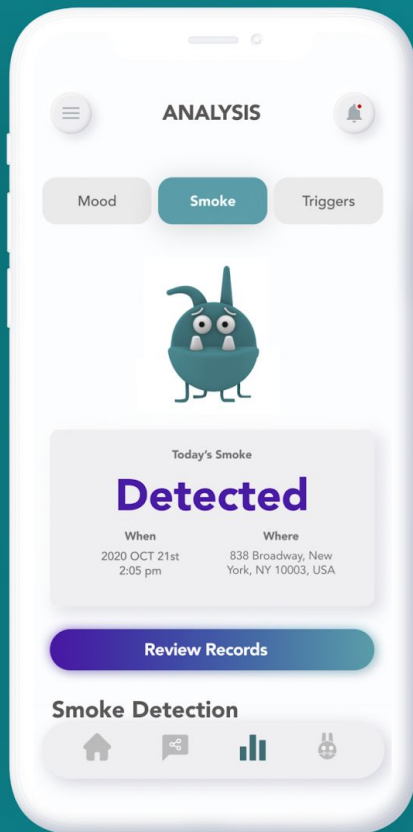 ANALYSIS
Mood
Smoke
Triggers
Today's Smoke
Detected
When
Where
2020 OCT 21st
2:05 pm
838 Broadway, New
York, NY 10003, USA
Review Records
Smoke Detection